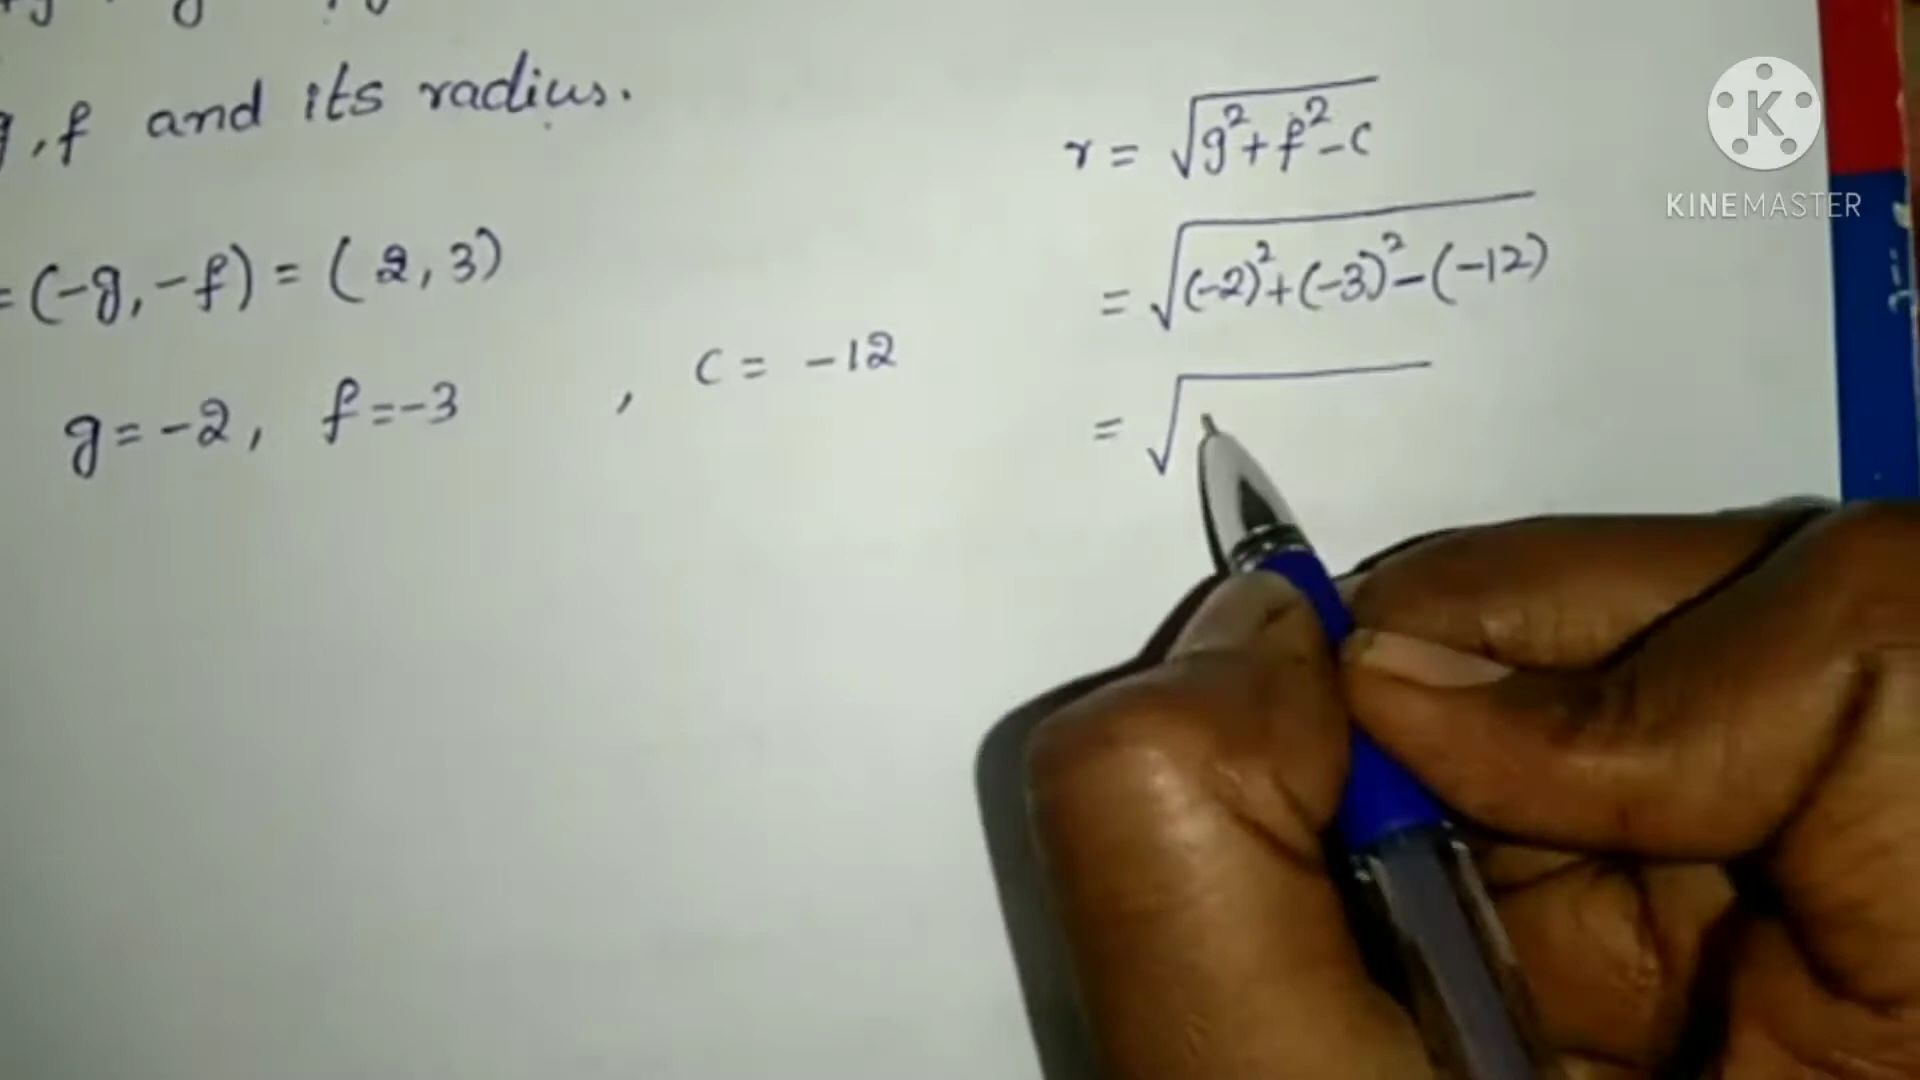 , f and its radius.
= (-g, -f) = (2, 3)
g = -2, f = -3 , c = -12
r = √g²+f²-c
= √(-2)²+(-3)²-(-12)
= √
K
KINEMASTER